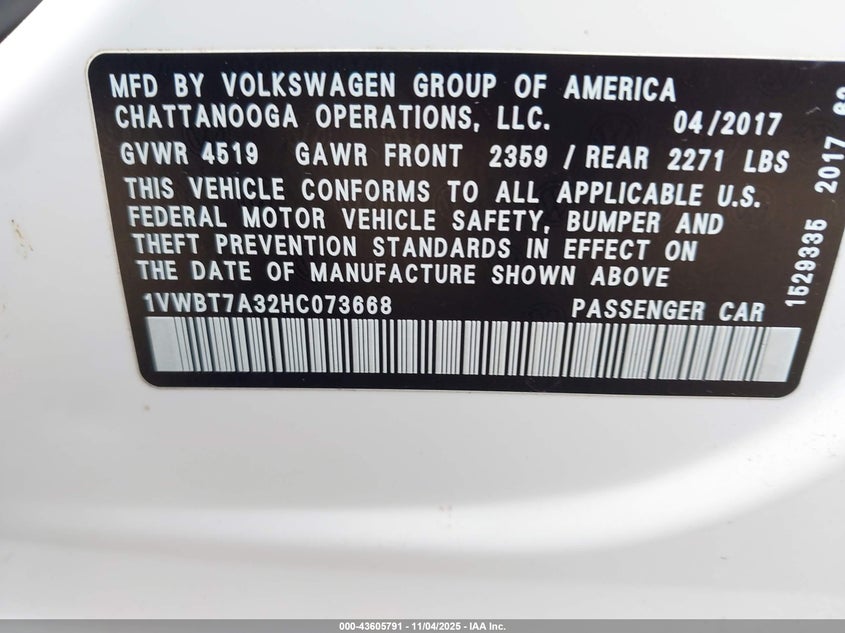 MFD BY VOLKSWAGEN GROUP OF AMERICA
CHATTANOOGA OPERATIONS, LLC. 04/2017
GVWR 4519 GAWR FRONT 2359 / REAR 2271 LBS
THIS VEHICLE CONFORMS TO ALL APPLICABLE U.S.
FEDERAL MOTOR VEHICLE SAFETY, BUMPER AND
THEFT PREVENTION STANDARDS IN EFFECT ON
THE DATE OF MANUFACTURE SHOWN ABOVE
1VWBT7A32HC073668 PASSENGER CAR
1529335 2017
000-43605791 - 11/04/2025 - IAA Inc.